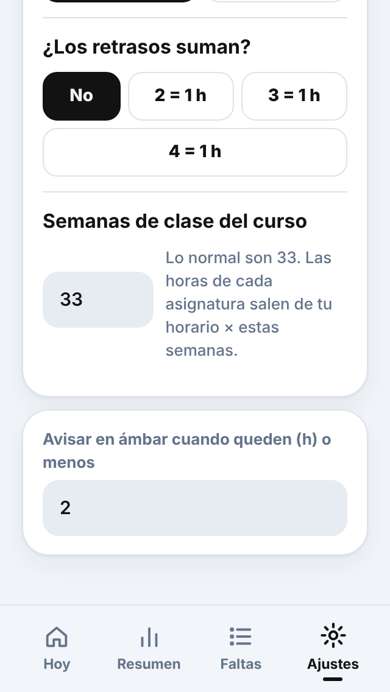 ¿Los retrasos suman?
No
2 = 1 h
3 = 1 h
4 = 1 h
Semanas de clase del curso
33
Lo normal son 33. Las
horas de cada
asignatura salen de tu
horario × estas
semanas.
Avisar en ámbar cuando queden (h) o
menos
2
Hoy
Resumen
Faltas
Ajustes